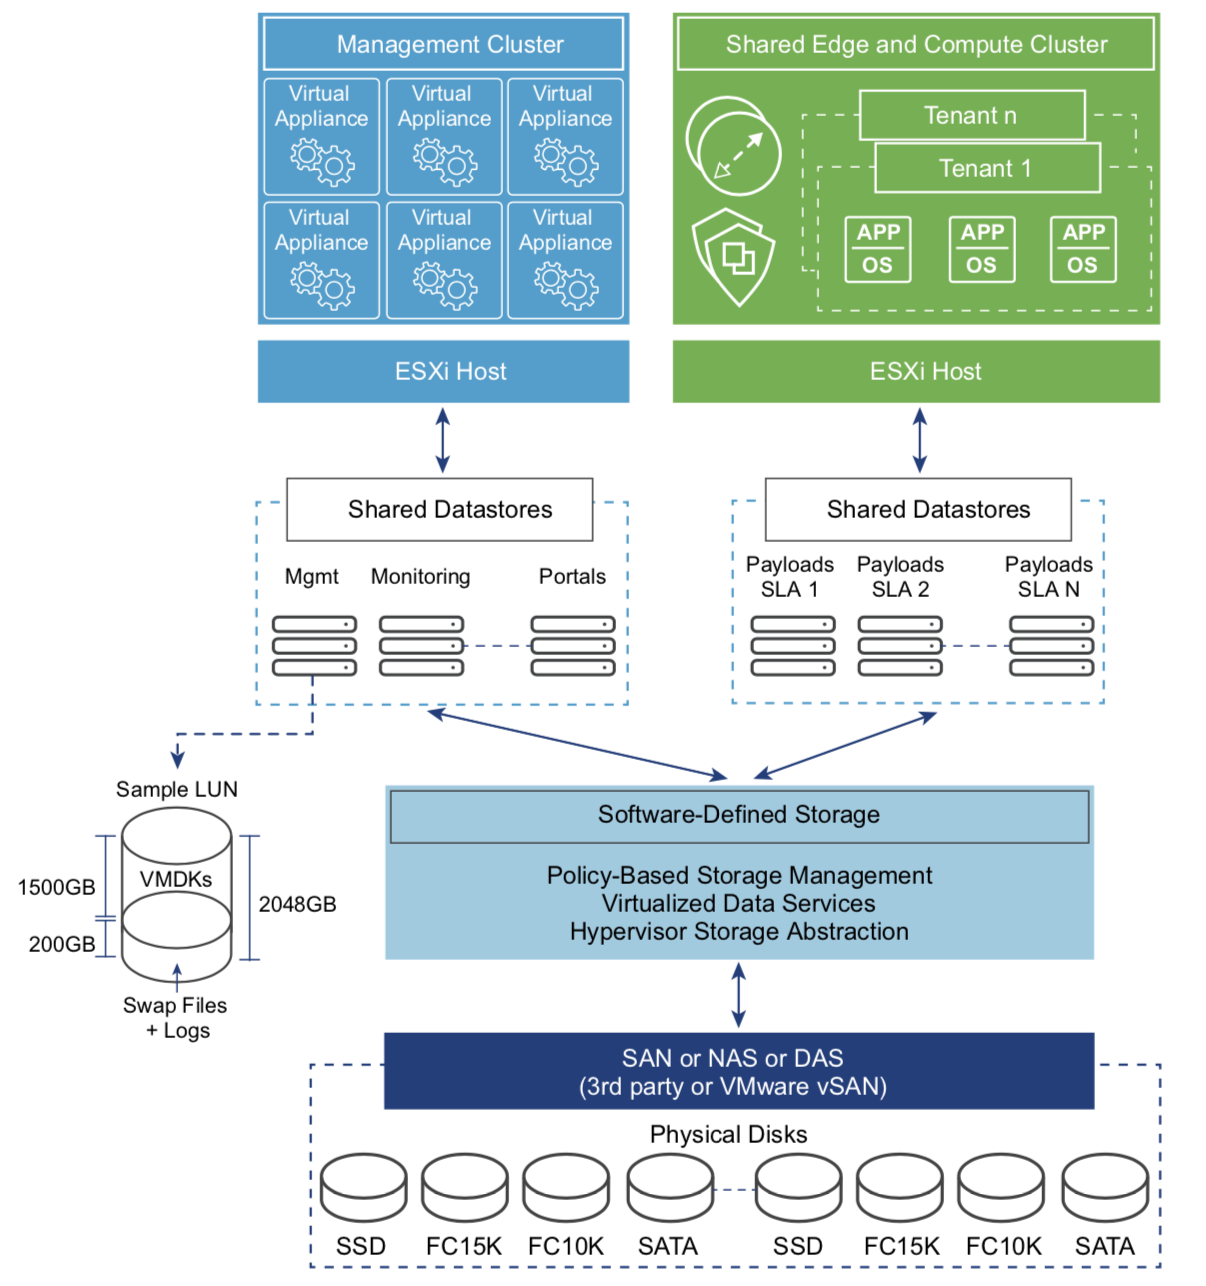 Management Cluster
Shared Edge and Compute Cluster
Virtual
Appliance
Virtual
Appliance
Virtual
Appliance
Virtual
Appliance
Virtual
Appliance
Virtual
Appliance
Tenant n
Tenant 1
APP
OS
APP
OS
APP
OS
ESXi Host
ESXi Host
Shared Datastores
Mgmt
Monitoring
Portals
Shared Datastores
Payloads
SLA 1
Payloads
SLA 2
Payloads
SLA N
Sample LUN
VMDKs
1500GB
200GB
2048GB
Swap Files
+ Logs
Software-Defined Storage
Policy-Based Storage Management
Virtualized Data Services
Hypervisor Storage Abstraction
SAN or NAS or DAS
(3rd party or VMware vSAN)
Physical Disks
SSD
FC15K
FC10K
SATA
SSD
FC15K
FC10K
SATA